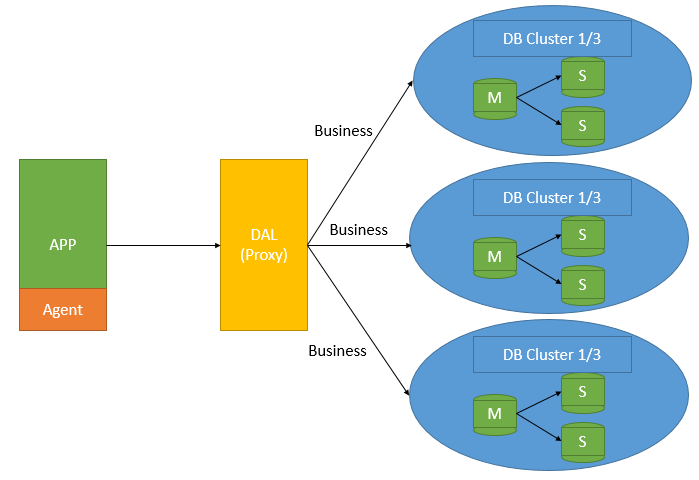 APP
Agent
DAL
(Proxy)
Business
Business
Business
DB Cluster 1/3
M
S
S
DB Cluster 1/3
M
S
S
DB Cluster 1/3
M
S
S